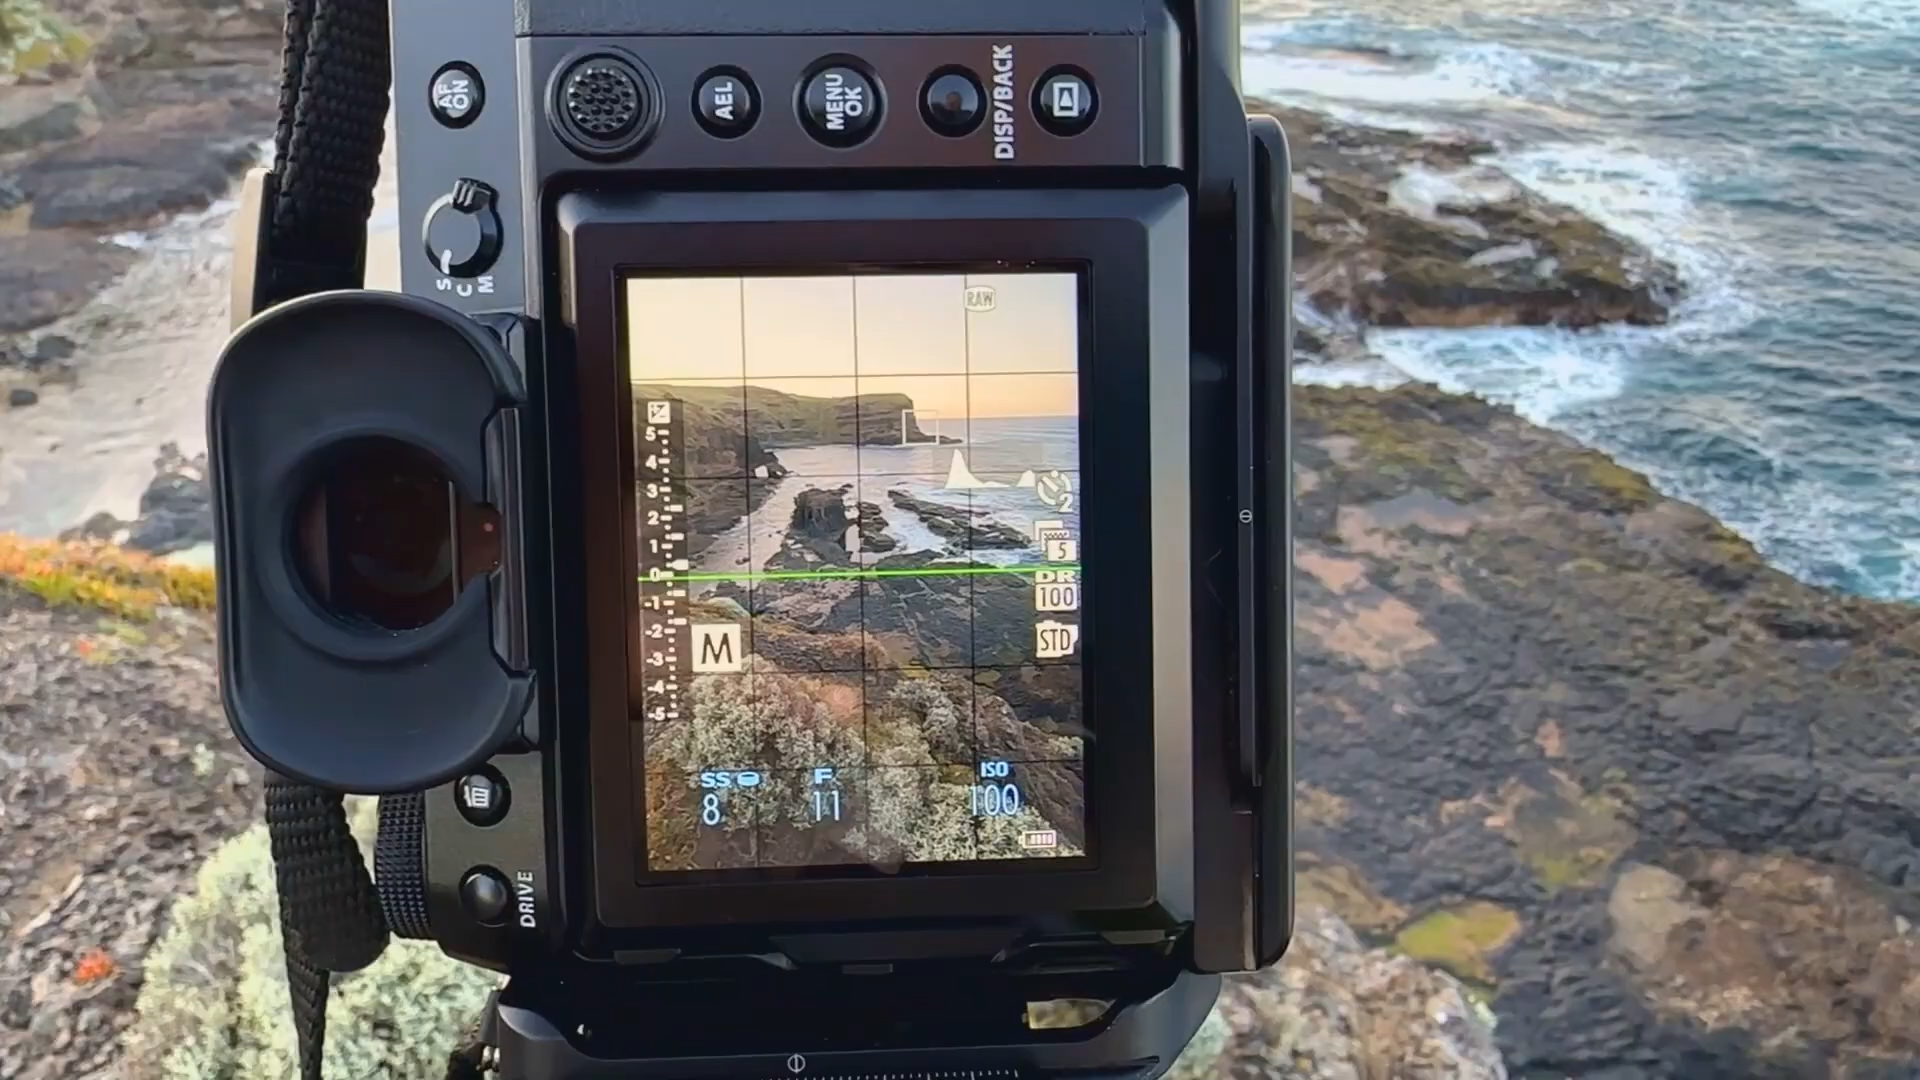 AF ON
AEL
MENU OK
DISP/BACK
S C M
RAW
5
4
3
2
1
0
-1
-2
-3
-4
-5
2
5
DR
100
STD
M
SS F ISO
8 11 100
DRIVE